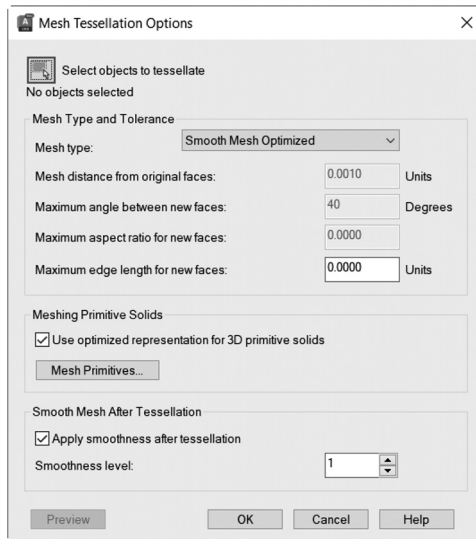 Mesh Tessellation Options
Select objects to tessellate
No objects selected
Mesh Type and Tolerance
Mesh type: Smooth Mesh Optimized
Mesh distance from original faces: 0.0010 Units
Maximum angle between new faces: 40 Degrees
Maximum aspect ratio for new faces: 0.0000
Maximum edge length for new faces: 0.0000 Units
Meshing Primitive Solids
Use optimized representation for 3D primitive solids
Mesh Primitives...
Smooth Mesh After Tessellation
Apply smoothness after tessellation
Smoothness level: 1
Preview OK Cancel Help